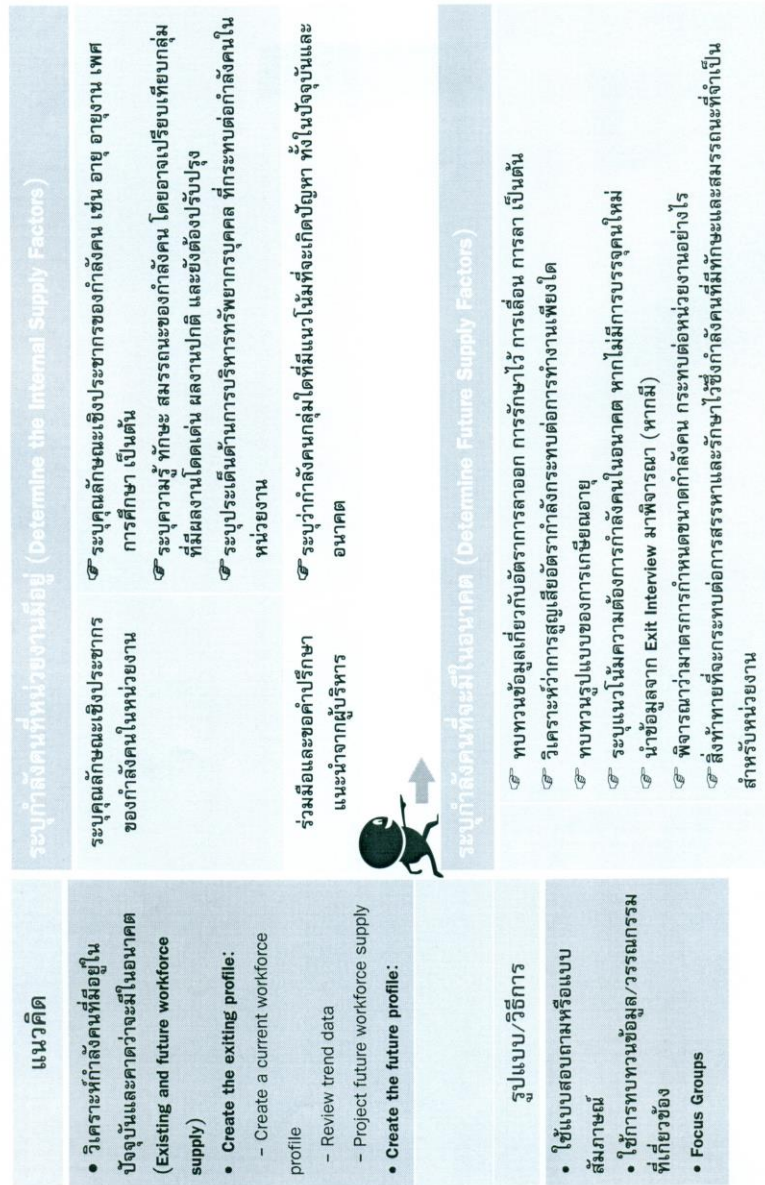 แนวคิด
• วิเคราะห์กำลังคนที่มีอยู่ใน
ปัจจุบันและคาดว่าจะมีในอนาคต
(Existing and future workforce
supply)
• Create the exiting profile:
– Create a current workforce
profile
– Review trend data
– Project future workforce supply
• Create the future profile:
รูปแบบ/วิธีการ
• ใช้แบบสอบถามหรือแบบ
สัมภาษณ์
• ใช้การทบทวนข้อมูล/วรรณกรรม
ที่เกี่ยวข้อง
• Focus Groups
ระบุกำลังคนที่หน่วยงานมีอยู่ (Determine the Internal Supply Factors)
ระบุคุณลักษณะเชิงประชากร
ของกำลังคนในหน่วยงาน
☞ ระบุคุณลักษณะเชิงประชากรของกำลังคน เช่น อายุ อายุงาน เพศ
การศึกษา เป็นต้น
☞ ระบุความรู้ ทักษะ สมรรถนะของกำลังคน โดยอาจเปรียบเทียบกลุ่ม
ที่มีผลงานโดดเด่น ผลงานปกติ และยังต้องปรับปรุง
☞ ระบุประเด็นด้านการบริหารทรัพยากรบุคคล ที่กระทบต่อกำลังคนใน
หน่วยงาน
ร่วมมือและขอคำปรึกษา
แนะนำจากผู้บริหาร
☞ ระบุว่ากำลังคนกลุ่มใดที่มีแนวโน้มที่จะเกิดปัญหา ทั้งในปัจจุบันและ
อนาคต
ระบุกำลังคนที่จะมีในอนาคต (Determine Future Supply Factors)
☞ ทบทวนข้อมูลเกี่ยวกับอัตราการลาออก การรักษาไว้ การเลื่อน การลา เป็นต้น
☞ วิเคราะห์ว่าการสูญเสียอัตรากำลังกระทบต่อการทำงานเพียงใด
☞ ทบทวนรูปแบบของการเกษียณอายุ
☞ ระบุแนวโน้มความต้องการกำลังคนในอนาคต หากไม่มีการบรรจุคนใหม่
☞ นำข้อมูลจาก Exit Interview มาพิจารณา (หากมี)
☞ พิจารณาว่ามาตรการกำหนดขนาดกำลังคน กระทบต่อหน่วยงานอย่างไร
☞ สิ่งท้าทายที่จะกระทบต่อการสรรหาและรักษาไว้ซึ่งกำลังคนที่มีทักษะและสมรรถนะที่จำเป็น
สำหรับหน่วยงาน